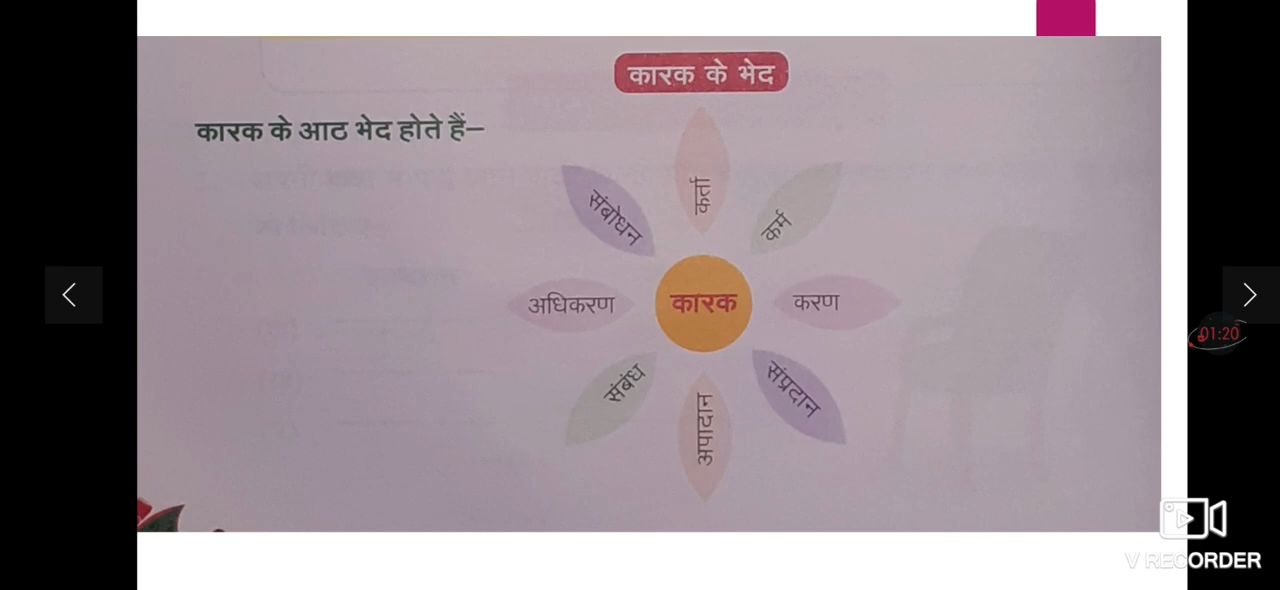 कारक के भेद
कारक के आठ भेद होते हैं–
कर्ता
कर्म
करण
संप्रदान
अपादान
संबंध
अधिकरण
संबोधन
कारक
01:20
V RECORDER